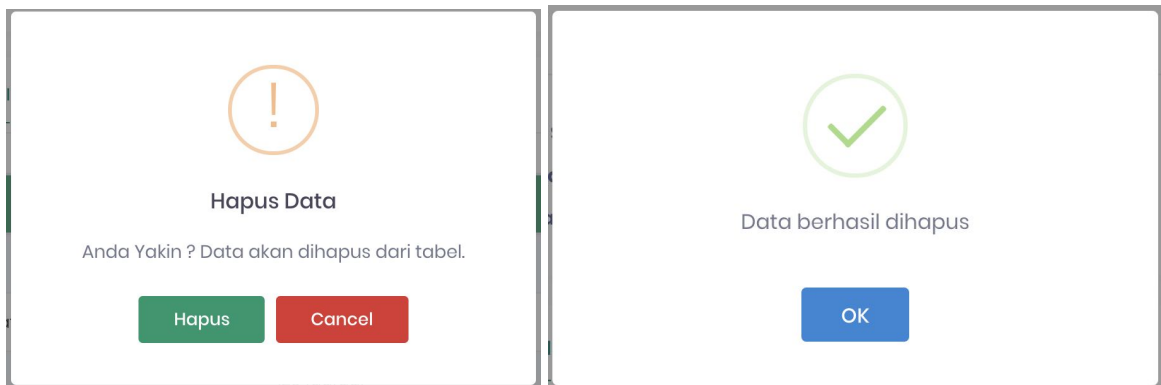 Hapus Data
Anda Yakin ? Data akan dihapus dari tabel.
Hapus
Cancel
Data berhasil dihapus
OK